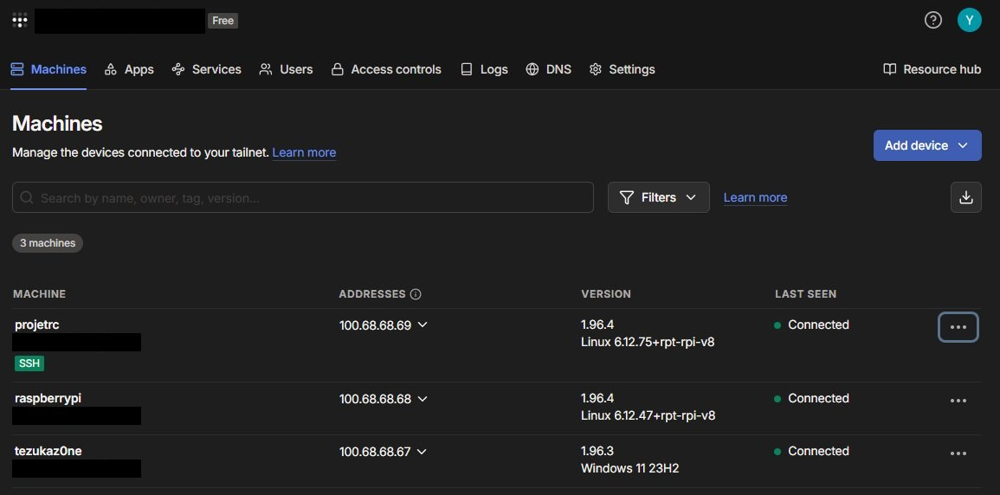 Free
Y
Machines Apps Services Users Access controls Logs DNS Settings Resource hub
Machines
Manage the devices connected to your tailnet. Learn more
Add device
Search by name, owner, tag, version...
Filters
Learn more
3 machines
MACHINE ADDRESSES VERSION LAST SEEN
projetrc 100.68.68.69 1.96.4 Connected
Linux 6.12.75+rpt-rpi-v8
SSH
raspberrypi 100.68.68.68 1.96.4 Connected
Linux 6.12.47+rpt-rpi-v8
tezukaz0ne 100.68.68.67 1.96.3 Connected
Windows 11 23H2